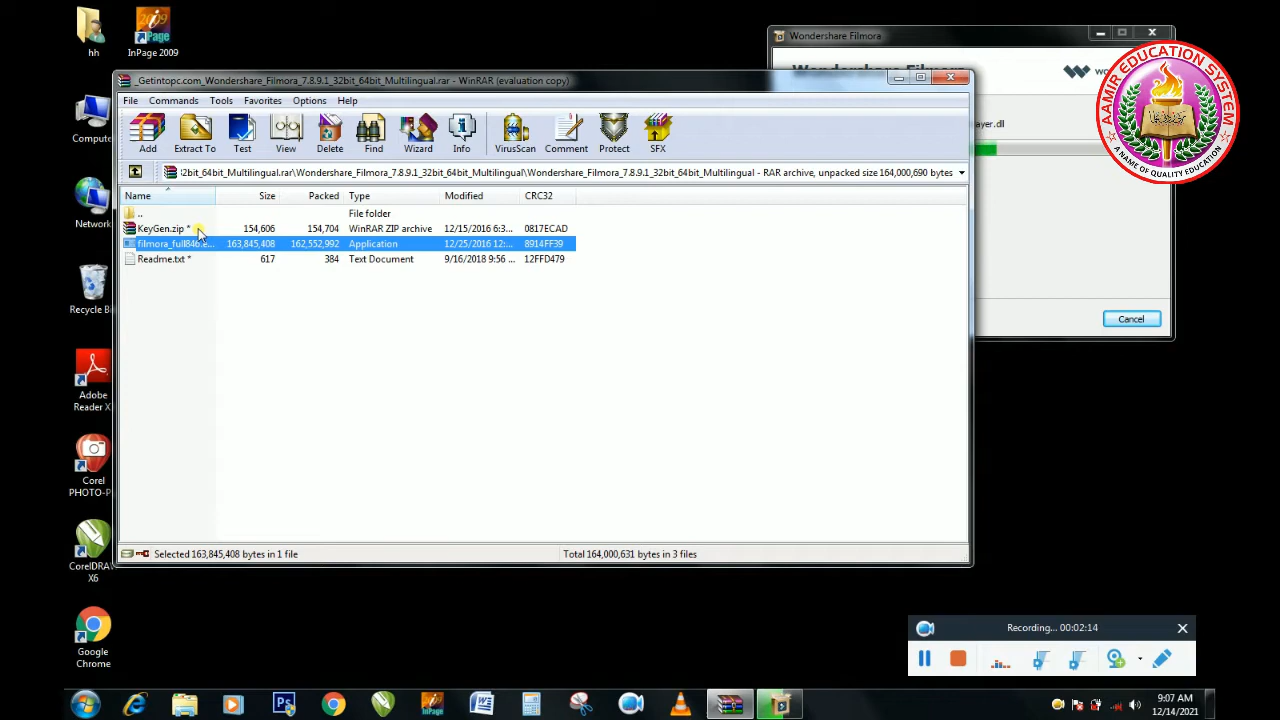 hh
InPage 2009
Wondershare Filmora
_Getintopc.com_Wondershare_Filmora_7.8.9.1_32bit_64bit_Multilingual.rar - WinRAR (evaluation copy)
AAMIR EDUCATION SYSTEM
A NAME OF QUALITY EDUCATION
File Commands Tools Favorites Options Help
Add Extract To Test View Delete Find Wizard Info VirusScan Comment Protect SFX
ayer.dl
!2bit_64bit_Multilingual.rar\Wondershare_Filmora_7.8.9.1_32bit_64bit_Multilingual\Wondershare_Filmora_7.8.9.1_32bit_64bit_Multilingual - RAR archive, unpacked size 164,000,690 bytes
Name Size Packed Type Modified CRC32
.. File folder
KeyGen.zip * 154,606 154,704 WinRAR ZIP archive 12/15/2016 6:3... 0817ECAD
filmora_full846.e... 163,845,408 162,552,992 Application 12/25/2016 12:... 8914FF39
Readme.txt * 617 384 Text Document 9/16/2018 9:56 ... 12FFD479
Cancel
Selected 163,845,408 bytes in 1 file
Total 164,000,631 bytes in 3 files
Compute
Network
Recycle Bi
Adobe
Reader X
Corel
PHOTO-P
CorelDRA
X6
Google
Chrome
Recording... 00:02:14
9:07 AM
12/14/2021